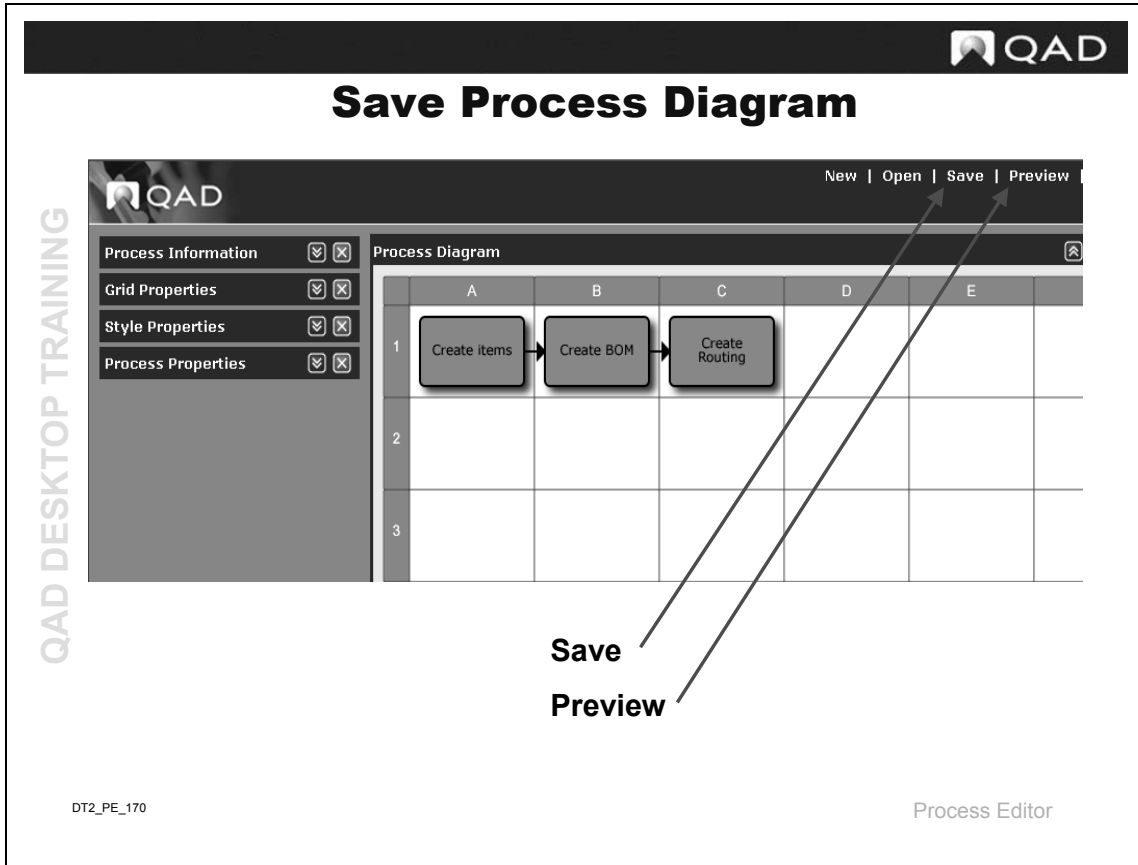 QAD
Save Process Diagram
QAD DESKTOP TRAINING
QAD
New | Open | Save | Preview |
Process Information
Grid Properties
Style Properties
Process Properties
Process Diagram
A B C D E
1
Create items
Create BOM
Create
Routing
2
3
Save
Preview
DT2_PE_170
Process Editor